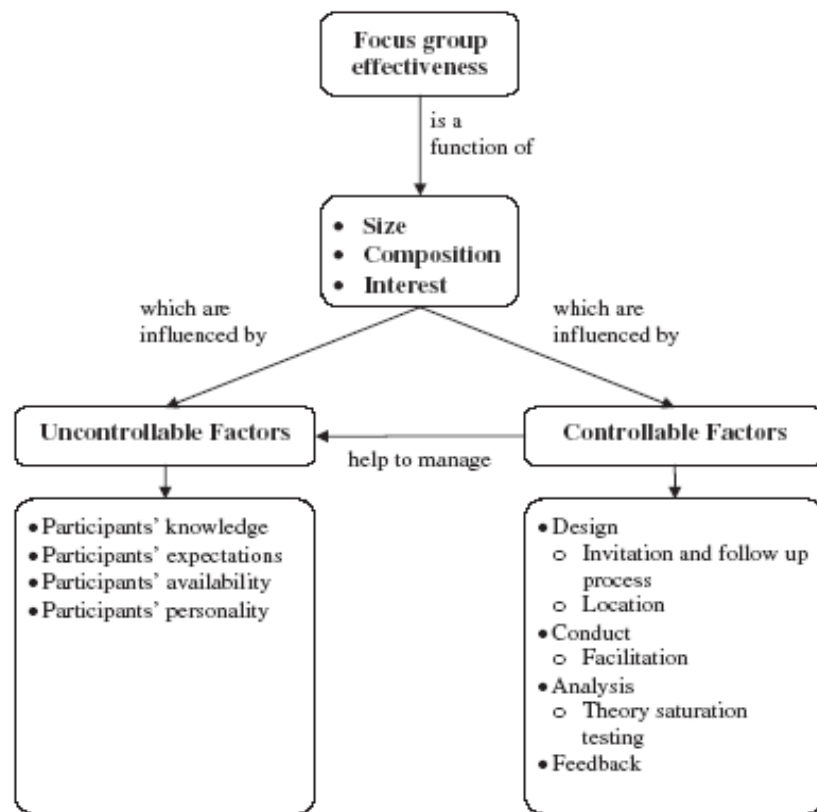 Focus group
effectiveness
is a
function of
• Size
• Composition
• Interest
which are
influenced by
which are
influenced by
Uncontrollable Factors
help to manage
Controllable Factors
• Participants’ knowledge
• Participants’ expectations
• Participants’ availability
• Participants’ personality
• Design
o Invitation and follow up
process
o Location
• Conduct
o Facilitation
• Analysis
o Theory saturation
testing
• Feedback